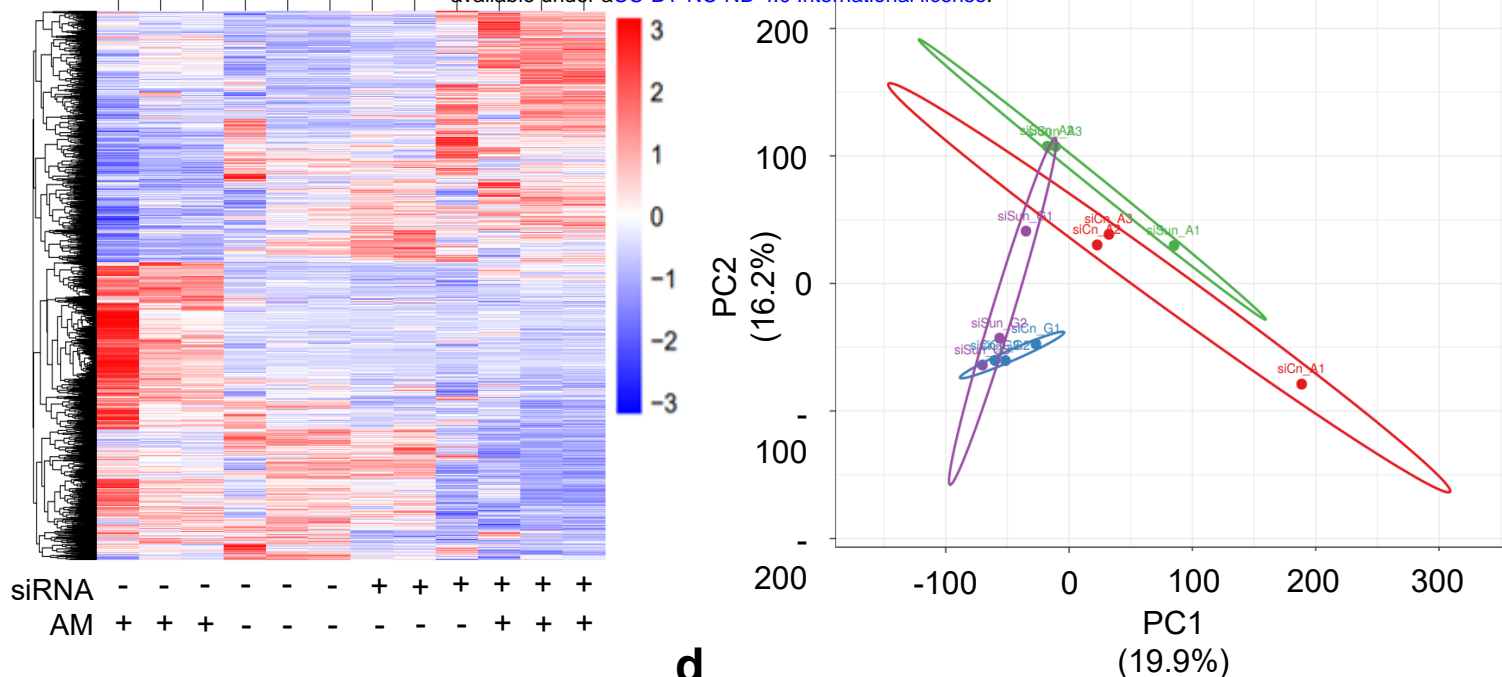 available under aCC-BY-NC-ND 4.0 International license.
3
2
1
0
−1
−2
−3
siRNA - - - - - - + + + + + +
AM + + + - - - - - - + + +
200
100
0
-
100
-
200
PC2
(16.2%)
siSun_A3
siSun_G1
siCn_A3
siCn_A2
siSun_A1
siSun_G2
siCn_G1
siCn_A1
-100 0 100 200 300
PC1
(19.9%)
d